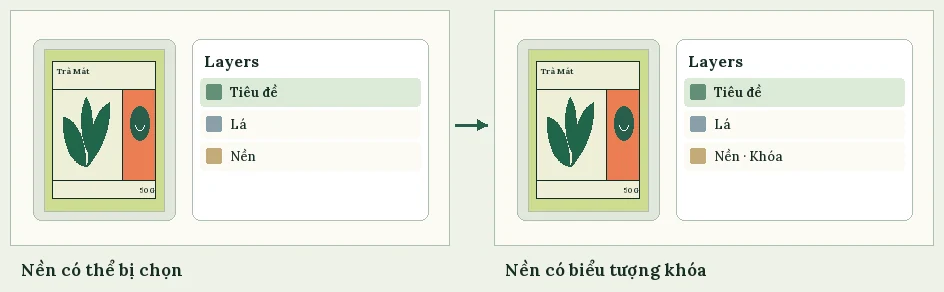 Trà Mát
50 G
Layers
Tiêu đề
Lá
Nền
Nền có thể bị chọn
Trà Mát
50 G
Layers
Tiêu đề
Lá
Nền · Khóa
Nền có biểu tượng khóa